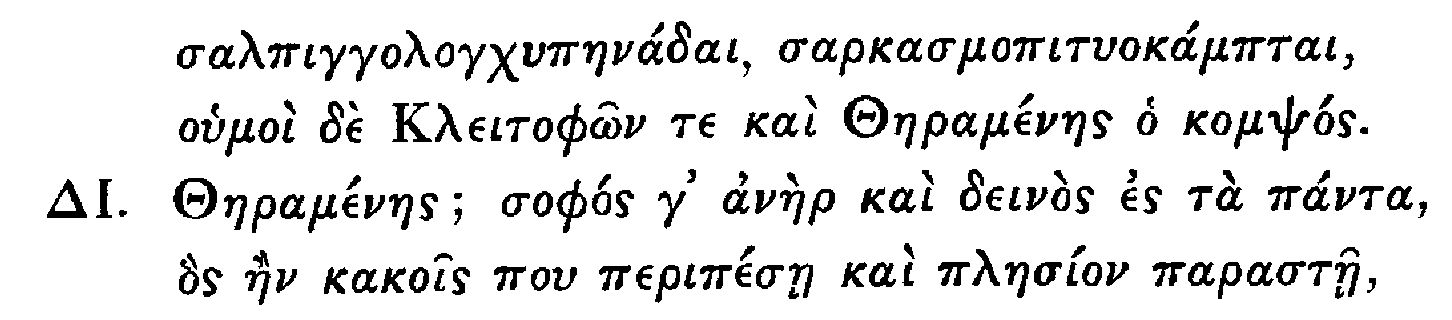 σαλπιγγολογχυπηνάδαι, σαρκασμοπιτυοκάμπται,
οὑμοὶ δὲ Κλειτοφῶν τε καὶ Θηραμένης ὁ κομψός.
ΔΙ. Θηραμένης; σοφός γ’ ἀνὴρ καὶ δεινὸς ἐς τὰ πάντα,
ὃς ἢν κακοῖς που περιπέσῃ καὶ πλησίον παραστῇ,